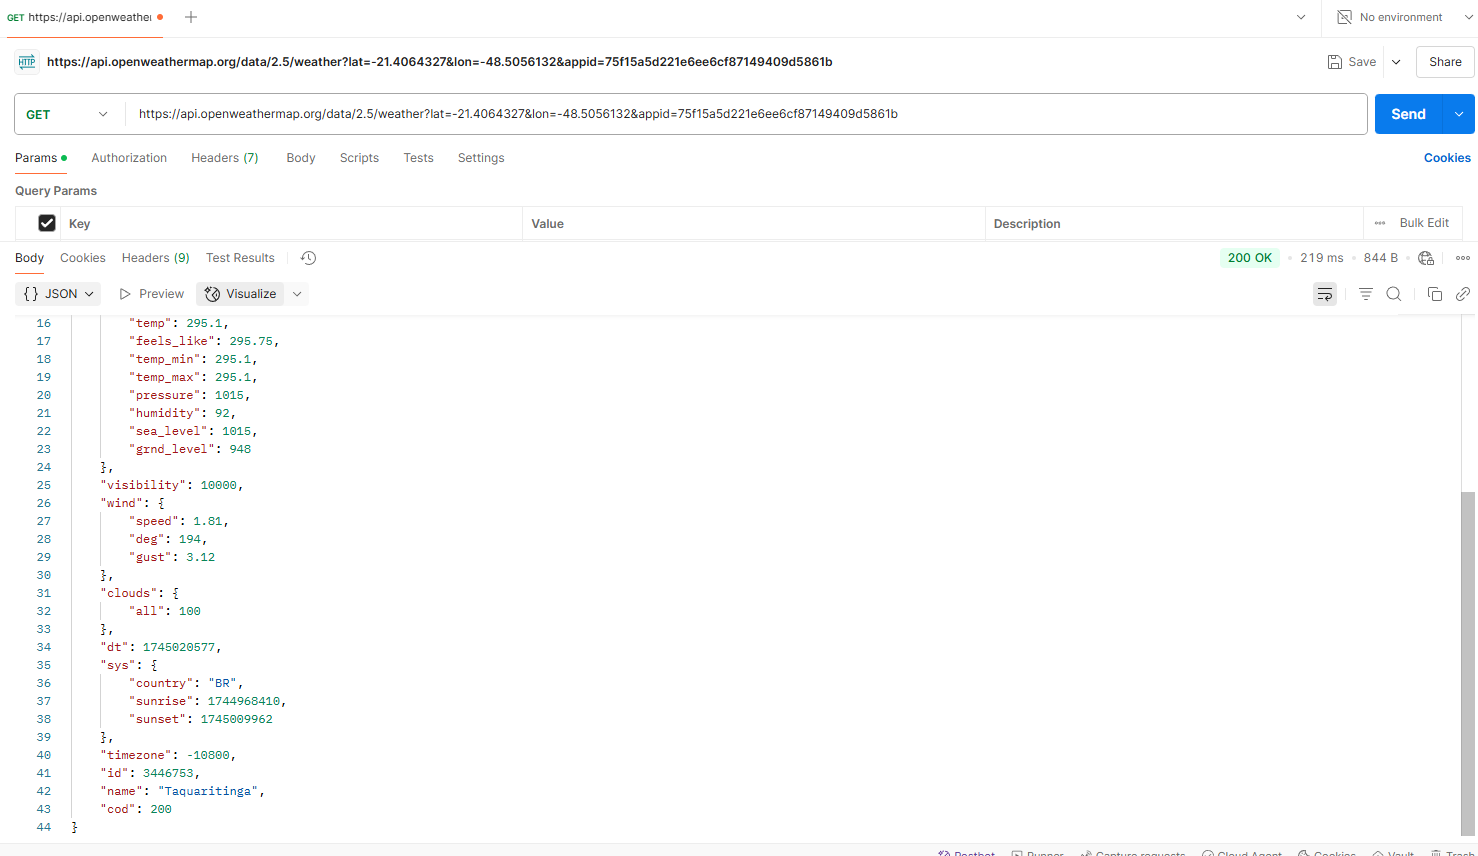 GET https://api.openweather
No environment
HTTP https://api.openweathermap.org/data/2.5/weather?lat=-21.4064327&lon=-48.5056132&appid=75f15a5d221e6ee6cf87149409d5861b
Save Share
GET https://api.openweathermap.org/data/2.5/weather?lat=-21.4064327&lon=-48.5056132&appid=75f15a5d221e6ee6cf87149409d5861b Send
Params Authorization Headers (7) Body Scripts Tests Settings Cookies
Query Params
Key Value Description Bulk Edit
Body Cookies Headers (9) Test Results 200 OK 219 ms 844 B
{} JSON Preview Visualize
16 "temp": 295.1,
17 "feels_like": 295.75,
18 "temp_min": 295.1,
19 "temp_max": 295.1,
20 "pressure": 1015,
21 "humidity": 92,
22 "sea_level": 1015,
23 "grnd_level": 948
24 },
25 "visibility": 10000,
26 "wind": {
27 "speed": 1.81,
28 "deg": 194,
29 "gust": 3.12
30 },
31 "clouds": {
32 "all": 100
33 },
34 "dt": 1745020577,
35 "sys": {
36 "country": "BR",
37 "sunrise": 1744968410,
38 "sunset": 1745009962
39 },
40 "timezone": -10800,
41 "id": 3446753,
42 "name": "Taquaritinga",
43 "cod": 200
44 }
Postbot Runner Capture requests Cloud Agent Cookies Vault Trash